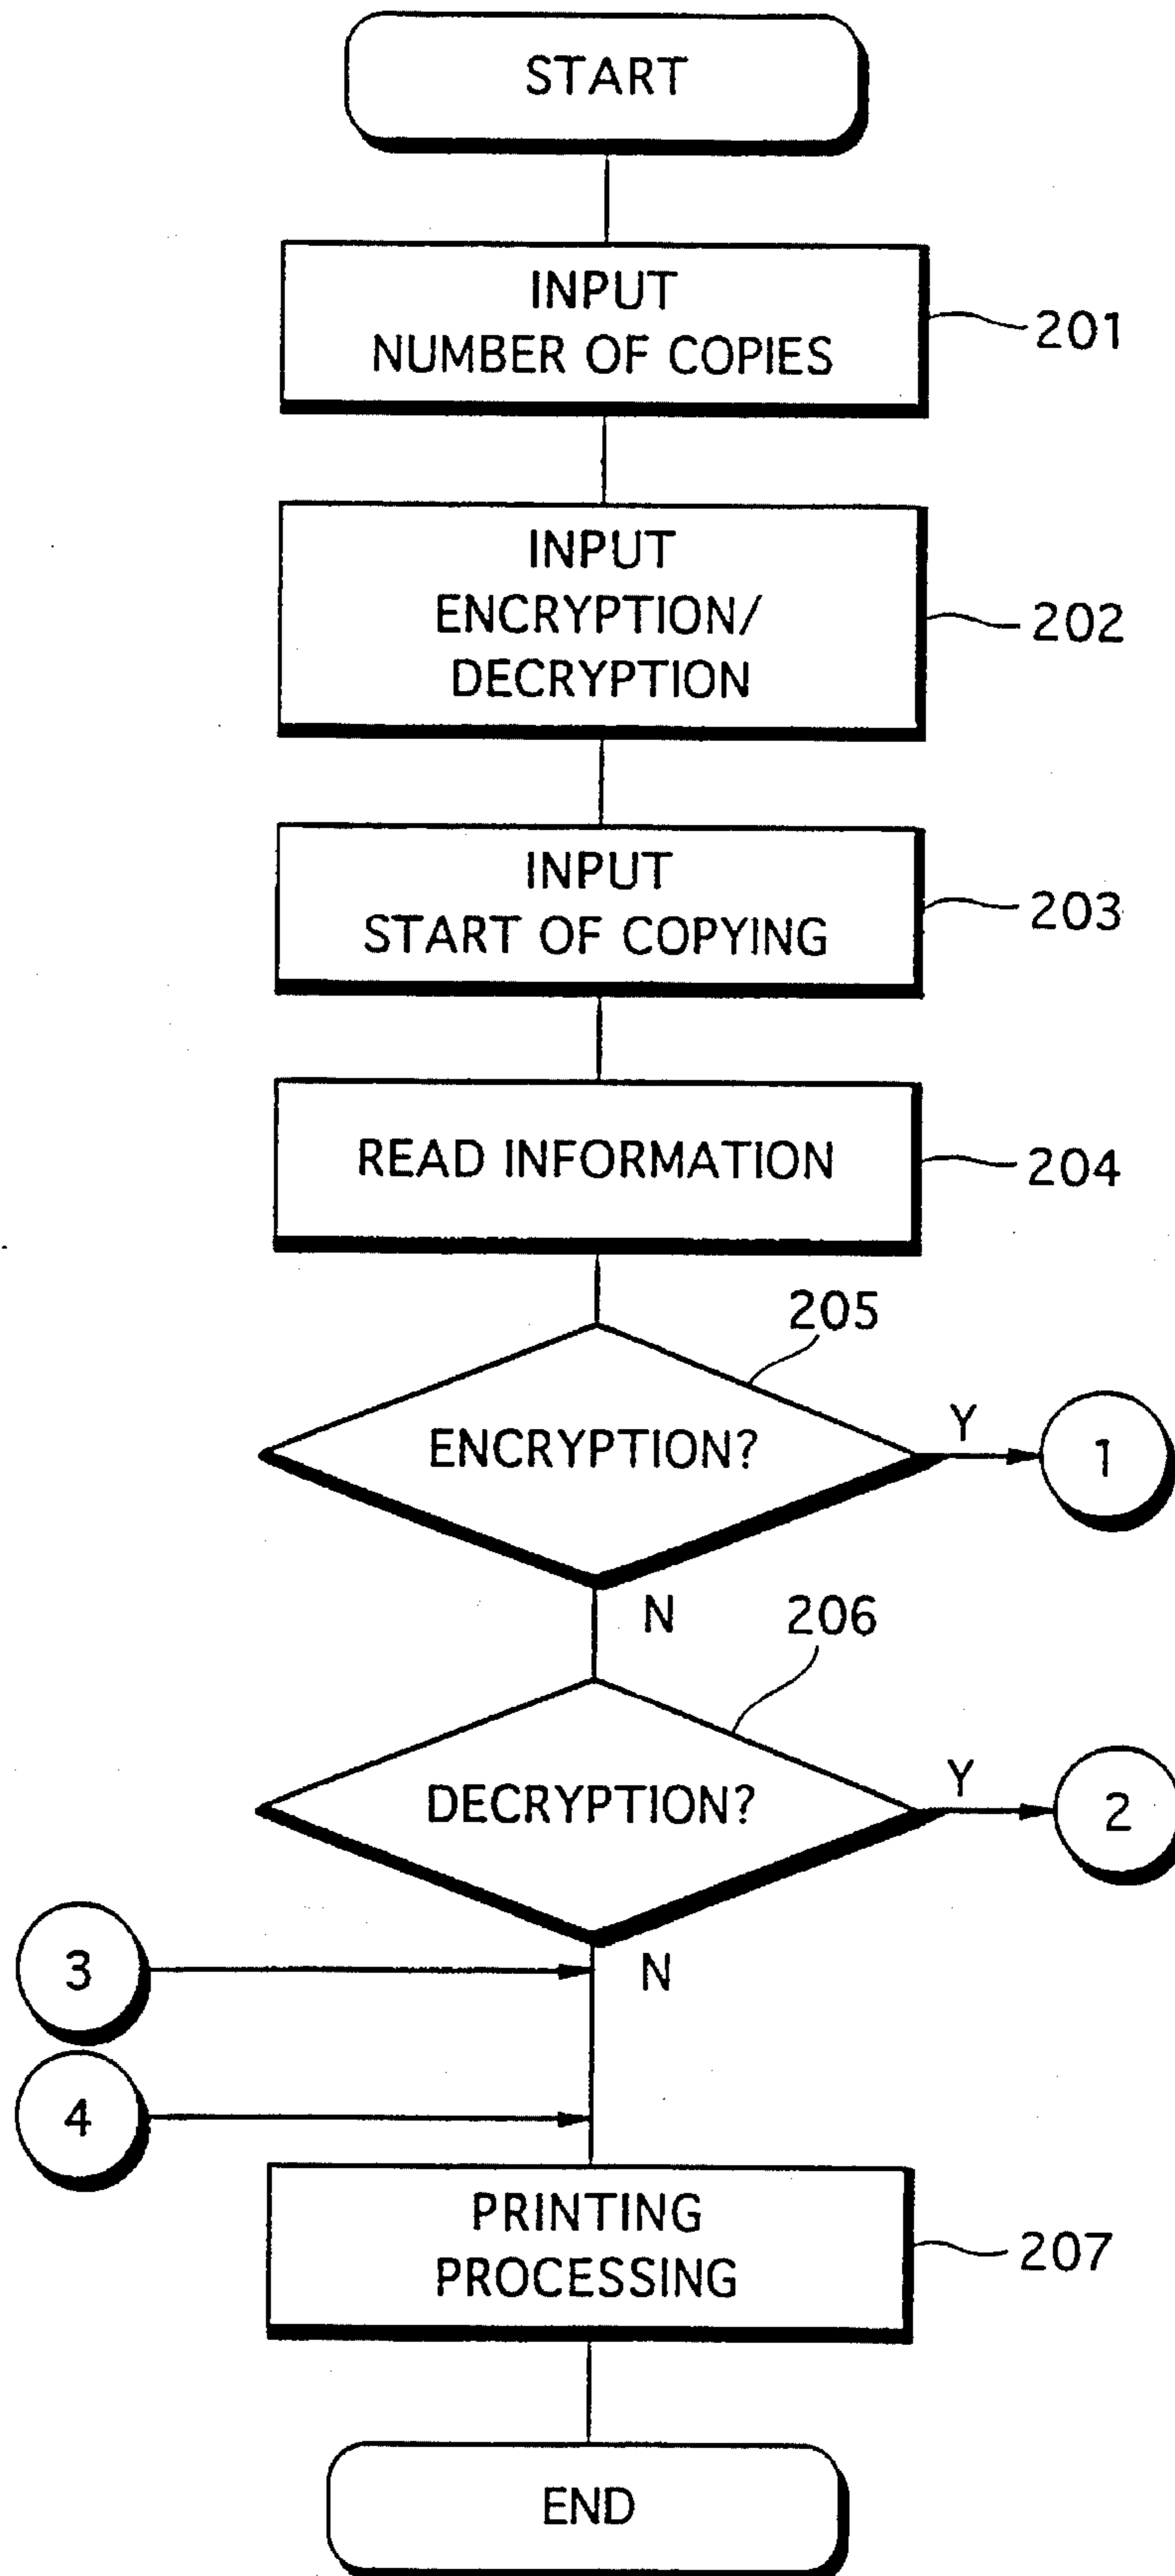 START
INPUT
NUMBER OF COPIES
201
INPUT
ENCRYPTION/
DECRYPTION
202
INPUT
START OF COPYING
203
READ INFORMATION
204
205
ENCRYPTION?
Y
1
N
206
DECRYPTION?
Y
2
3
N
4
PRINTING
PROCESSING
207
END